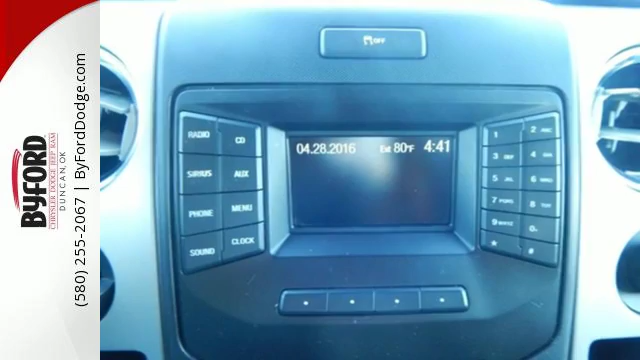 BYFORD
CHRYSLER DODGE JEEP RAM
DUNCAN, OK
(580) 255-2067 | ByFordDodge.com
OFF
RADIO CD
SIRIUS AUX
PHONE MENU
SOUND CLOCK
04.28.2016 Ext 80°F 4:41
1 2 ABC
3 DEF 4 GHI
5 JKL 6 MNO
7 PQRS 8 TUV
9 WXYZ 0
* #